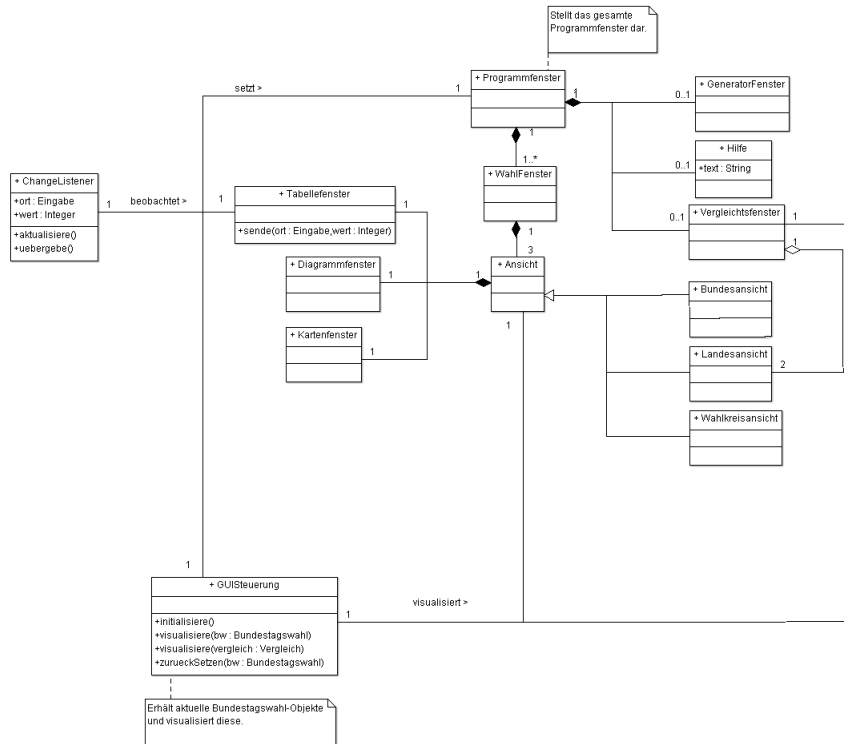 Stellt das gesamte
Programmfenster dar.
+ Programmfenster
setzt >
1
1
1
0..1
+ GeneratorFenster
1
1..*
0..1
+ Hilfe
+text : String
+ WahlFenster
0..1
+ Vergleichtsfenster
1
1
+ ChangeListener
+ort : Eingabe
+wert : Integer
+aktualisiere()
+uebergebe()
1
beobachtet >
1
+ Tabellefenster
+sende(ort : Eingabe,wert : Integer)
1
1
3
+ Diagrammfenster
1
1
+ Ansicht
+ Bundesansicht
1
+ Kartenfenster
1
+ Landesansicht
2
+ Wahlkreisansicht
1
+ GUISteuerung
+initialisiere()
+visualisiere(bw : Bundestagswahl)
+visualisiere(vergleich : Vergleich)
+zurueckSetzen(bw : Bundestagswahl)
1
visualisiert >
Erhält aktuelle Bundestagswahl-Objekte
und visualisiert diese.